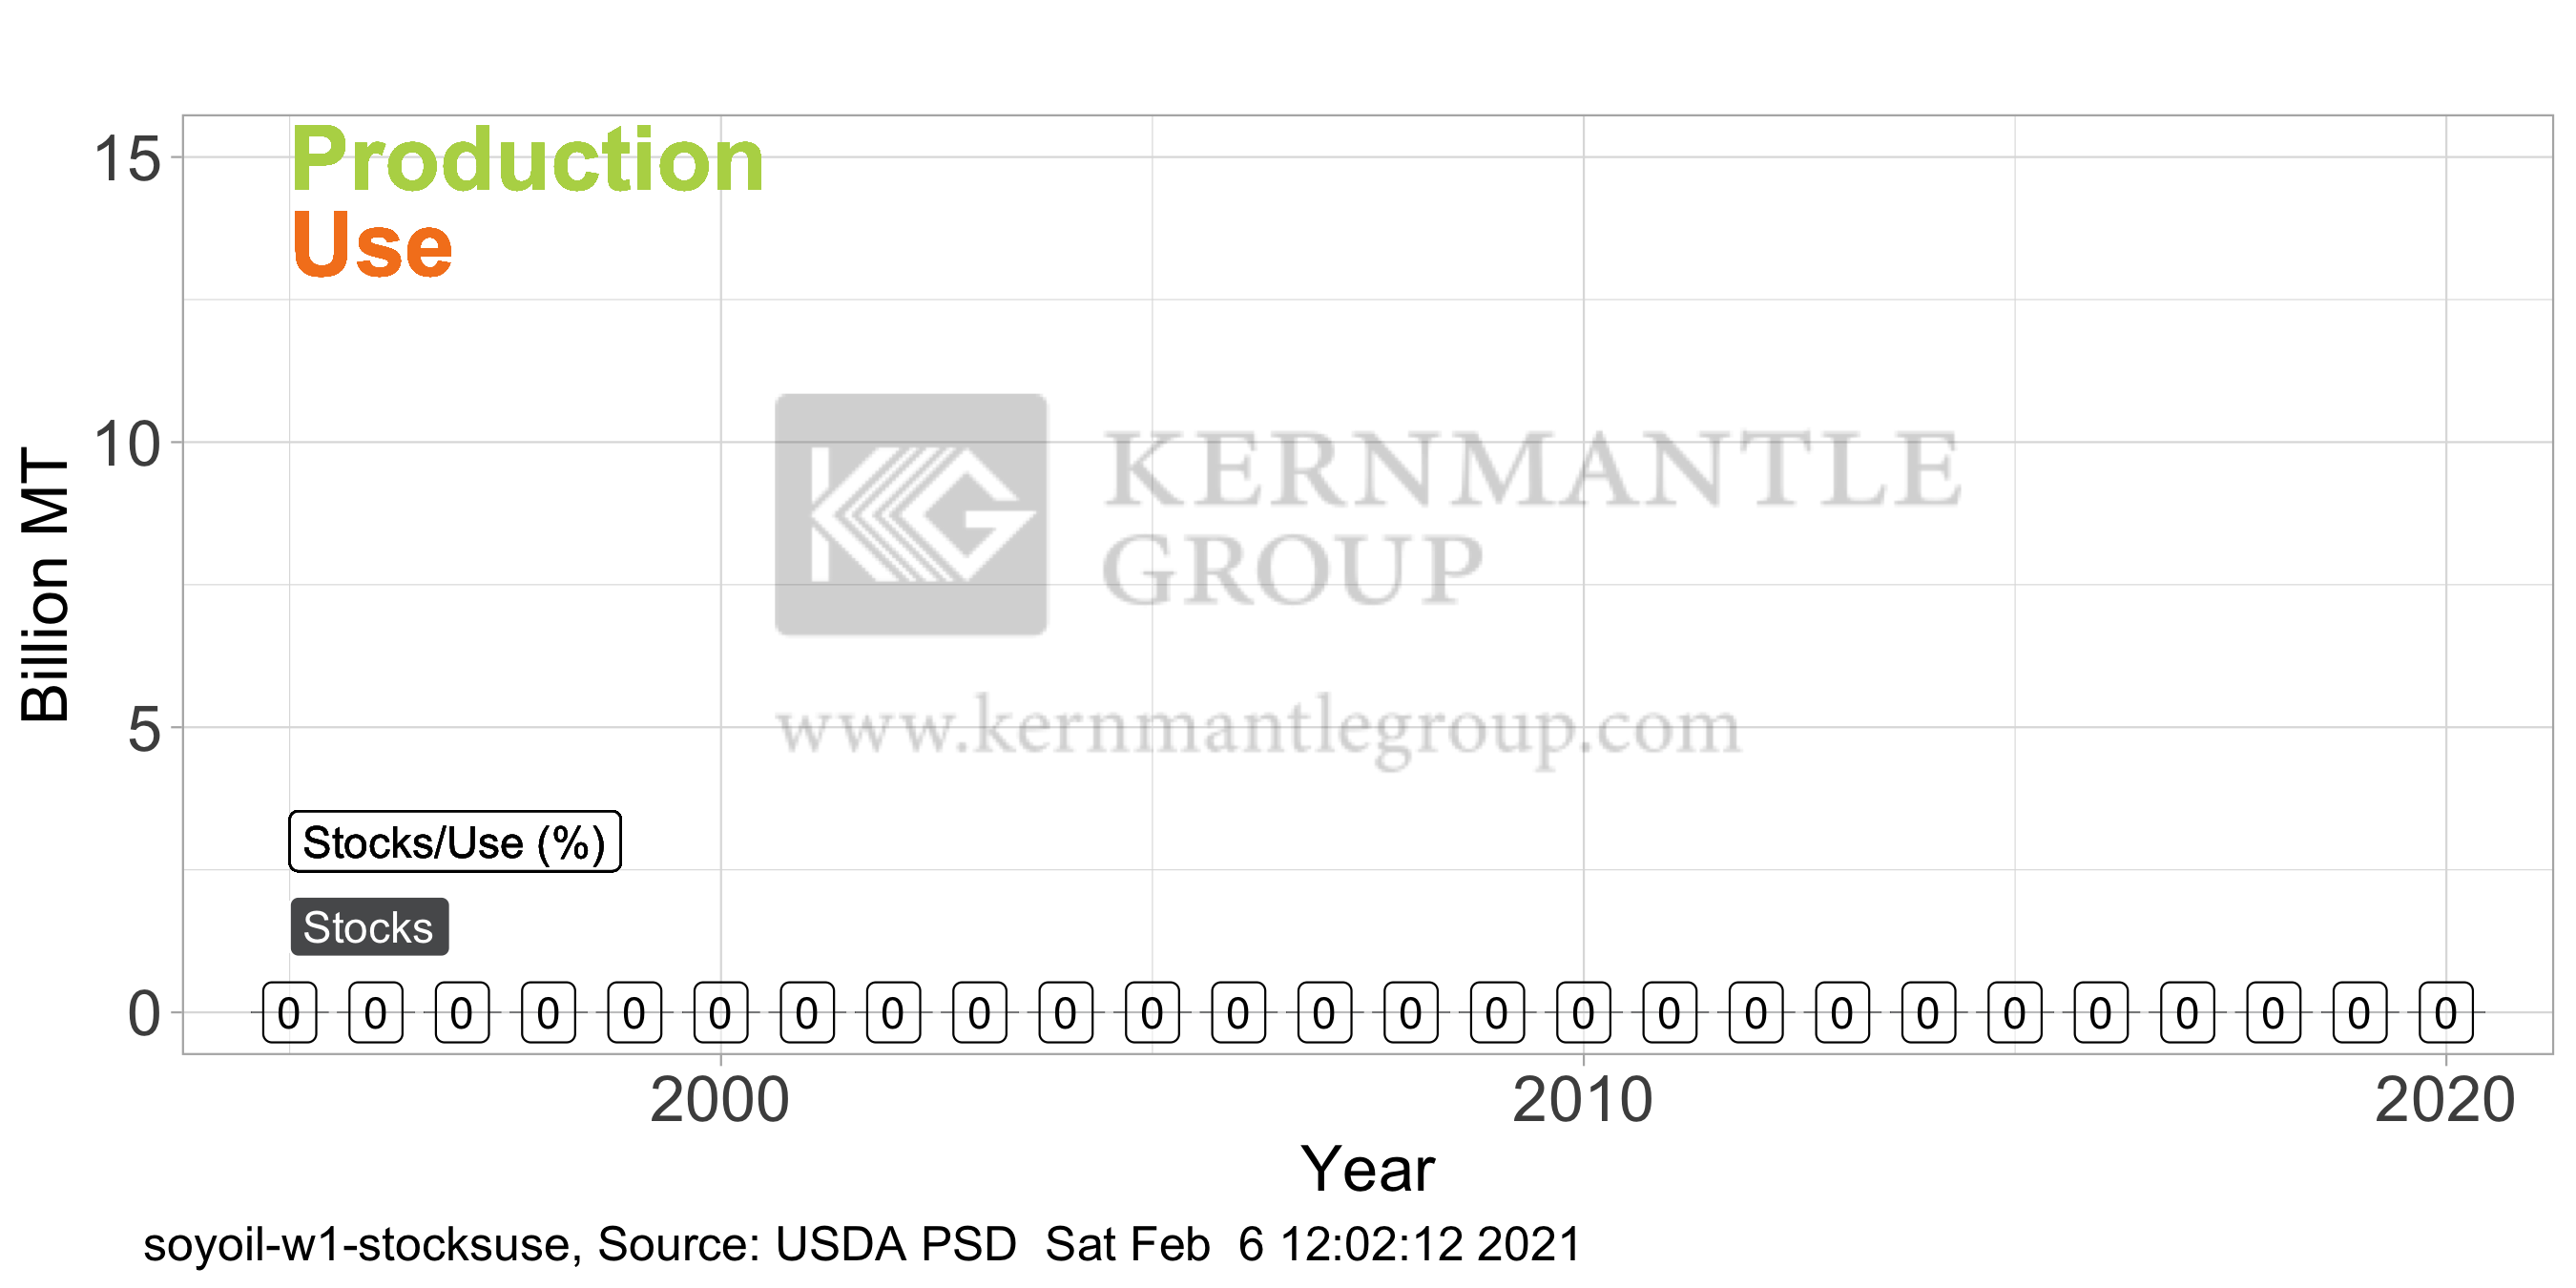 15
Production
Use
10
KERNMANTLE
GROUP
Billion MT
5
www.kernmantlegroup.com
Stocks/Use (%)
Stocks
0
0 0 0 0 0 0 0 0 0 0 0 0 0 0 0 0 0 0 0 0 0 0 0 0 0 0
2000 2010 2020
Year
soyoil-w1-stocksuse, Source: USDA PSD  Sat Feb  6 12:02:12 2021